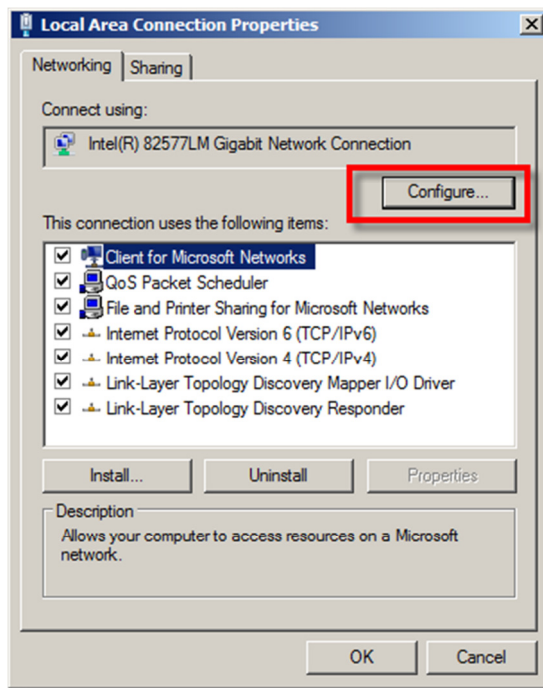 Local Area Connection Properties
Networking
Sharing
Connect using:
Intel(R) 82577LM Gigabit Network Connection
Configure...
This connection uses the following items:
Client for Microsoft Networks
QoS Packet Scheduler
File and Printer Sharing for Microsoft Networks
Internet Protocol Version 6 (TCP/IPv6)
Internet Protocol Version 4 (TCP/IPv4)
Link-Layer Topology Discovery Mapper I/O Driver
Link-Layer Topology Discovery Responder
Install...
Uninstall
Properties
Description
Allows your computer to access resources on a Microsoft
network.
OK
Cancel